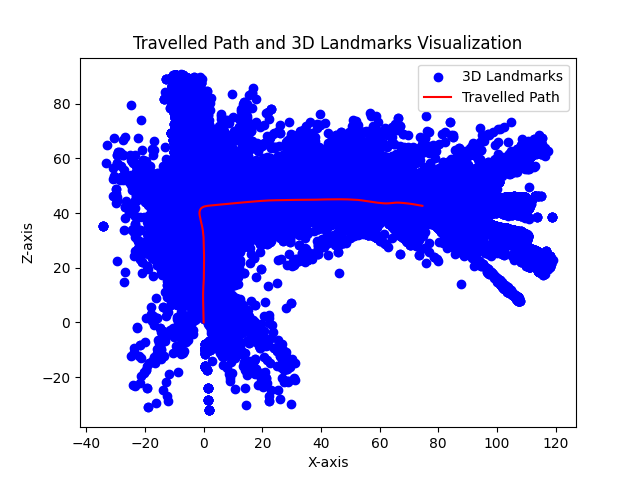 Travelled Path and 3D Landmarks Visualization
3D Landmarks
Travelled Path
80
60
40
20
0
−20
Z-axis
−40 −20 0 20 40 60 80 100 120
X-axis